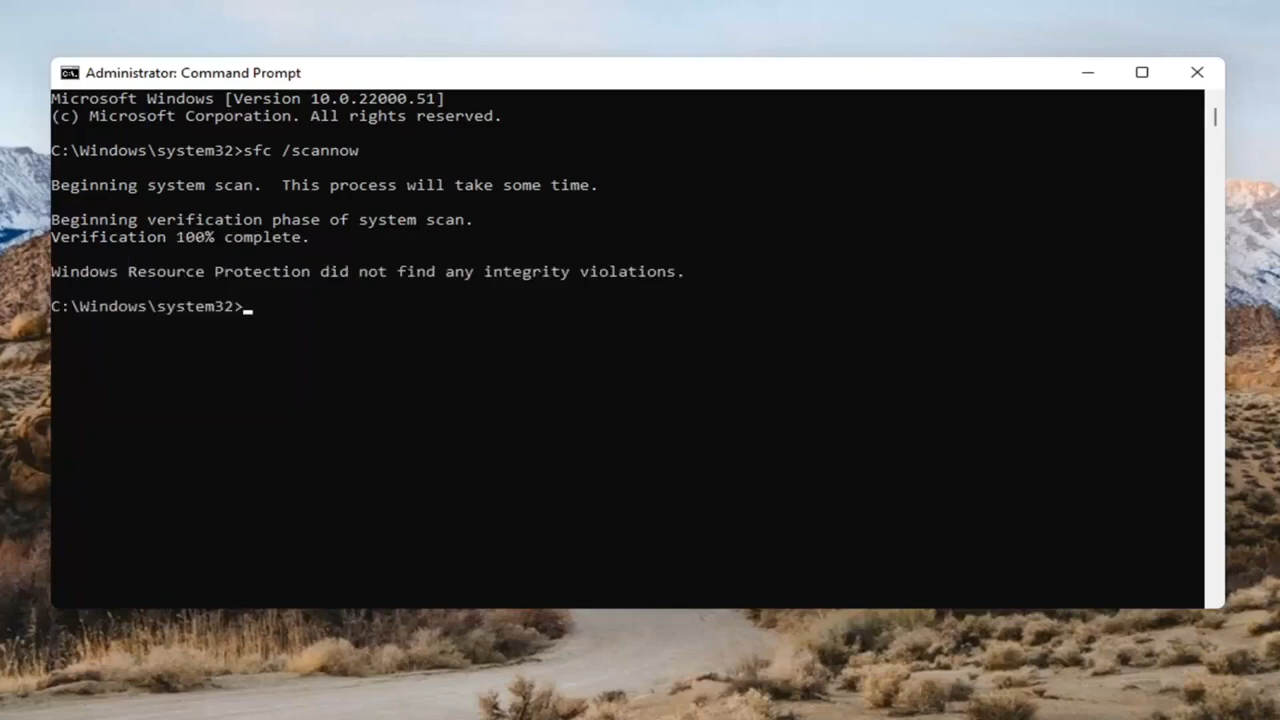 Administrator: Command Prompt
Microsoft Windows [Version 10.0.22000.51]
(c) Microsoft Corporation. All rights reserved.
C:\Windows\system32>sfc /scannow
Beginning system scan.  This process will take some time.
Beginning verification phase of system scan.
Verification 100% complete.
Windows Resource Protection did not find any integrity violations.
C:\Windows\system32>